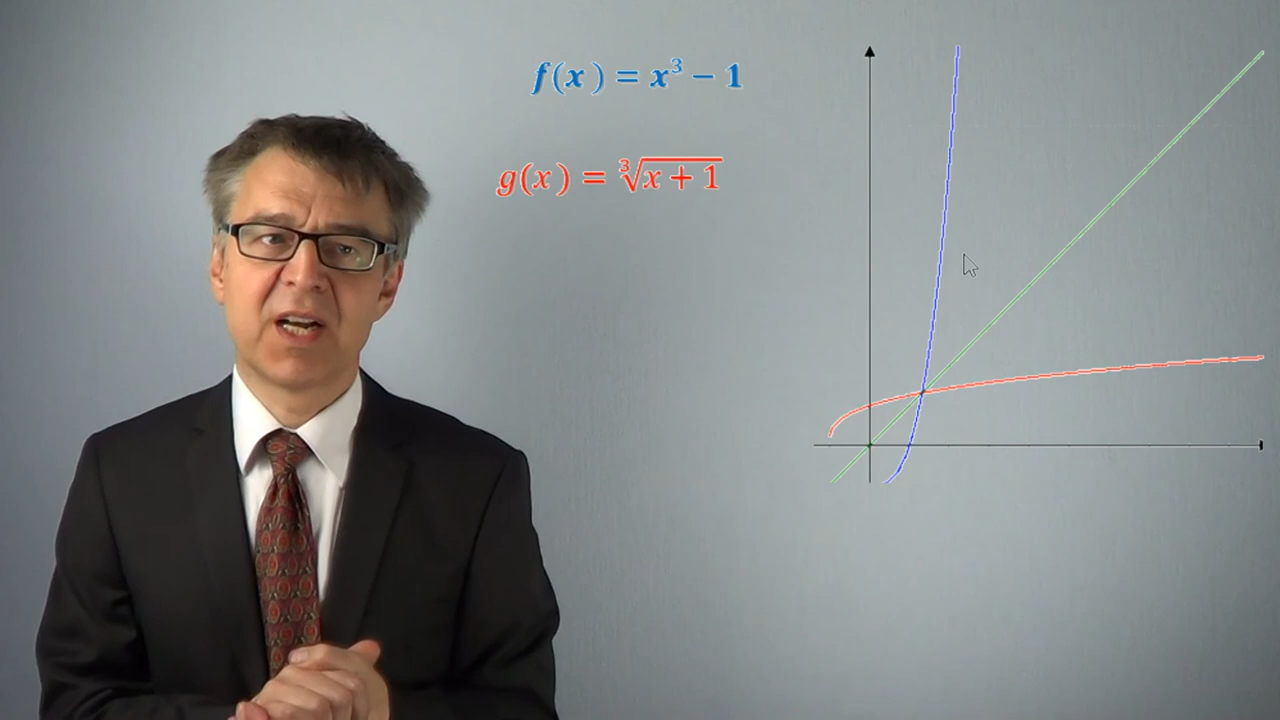 f(x) = x³ − 1
g(x) = ∛(x + 1)